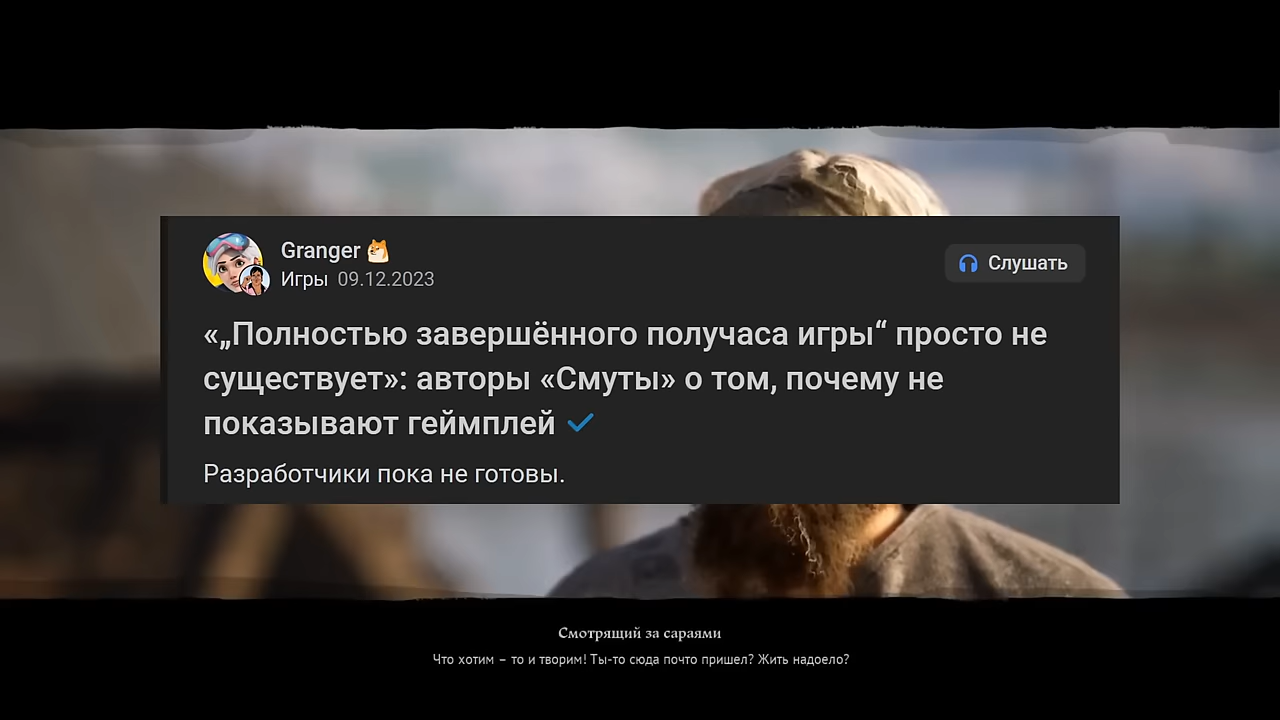 Granger
Игры 09.12.2023
Слушать
«„Полностью завершённого получаса игры“ просто не
существует»: авторы «Смуты» о том, почему не
показывают геймплей
Разработчики пока не готовы.
Смотрящий за сараями
Что хотим – то и творим! Ты-то сюда почто пришел? Жить надоело?